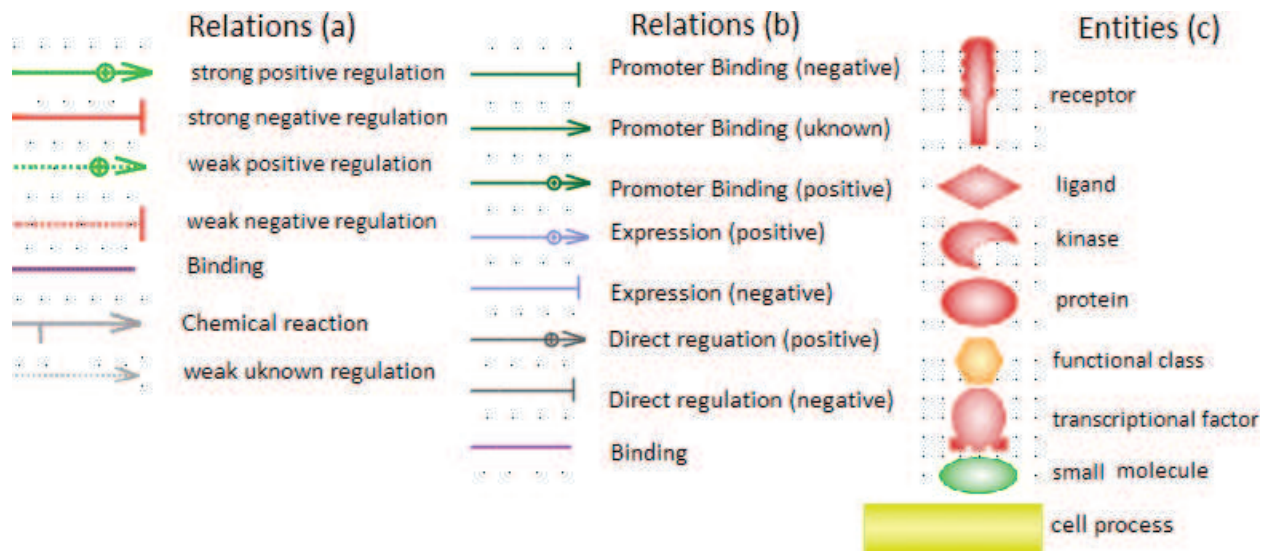 Relations (a)
strong positive regulation
strong negative regulation
weak positive regulation
weak negative regulation
Binding
Chemical reaction
weak uknown regulation
Relations (b)
Promoter Binding (negative)
Promoter Binding (uknown)
Promoter Binding (positive)
Expression (positive)
Expression (negative)
Direct reguation (positive)
Direct regulation (negative)
Binding
Entities (c)
receptor
ligand
kinase
protein
functional class
transcriptional factor
small molecule
cell process